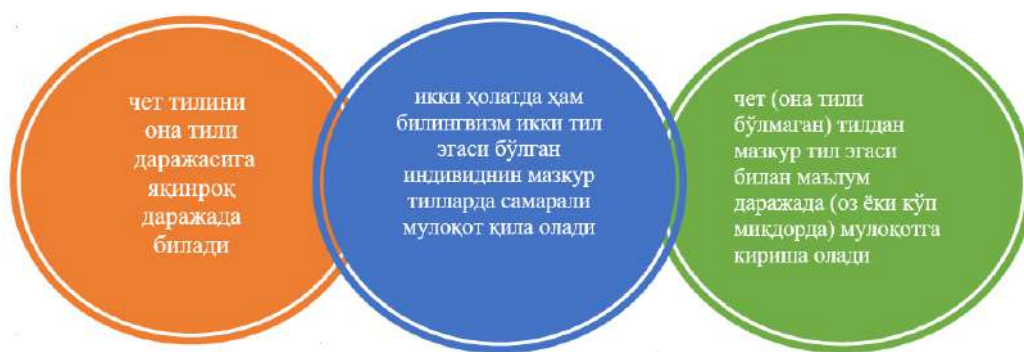 чет тилини
она тили
даражасига
яқинроқ
даражада
билади
икки ҳолатда ҳам
билингвизм икки тил
эгаси бўлган
индивиднин мазкур
тилларда самарали
мулоқот қила олади
чет (она тили
бўлмаган) тилдан
мазкур тил эгаси
билан маълум
даражада (оз ёки кўп
миқдорда) мулоқотга
кириша олади